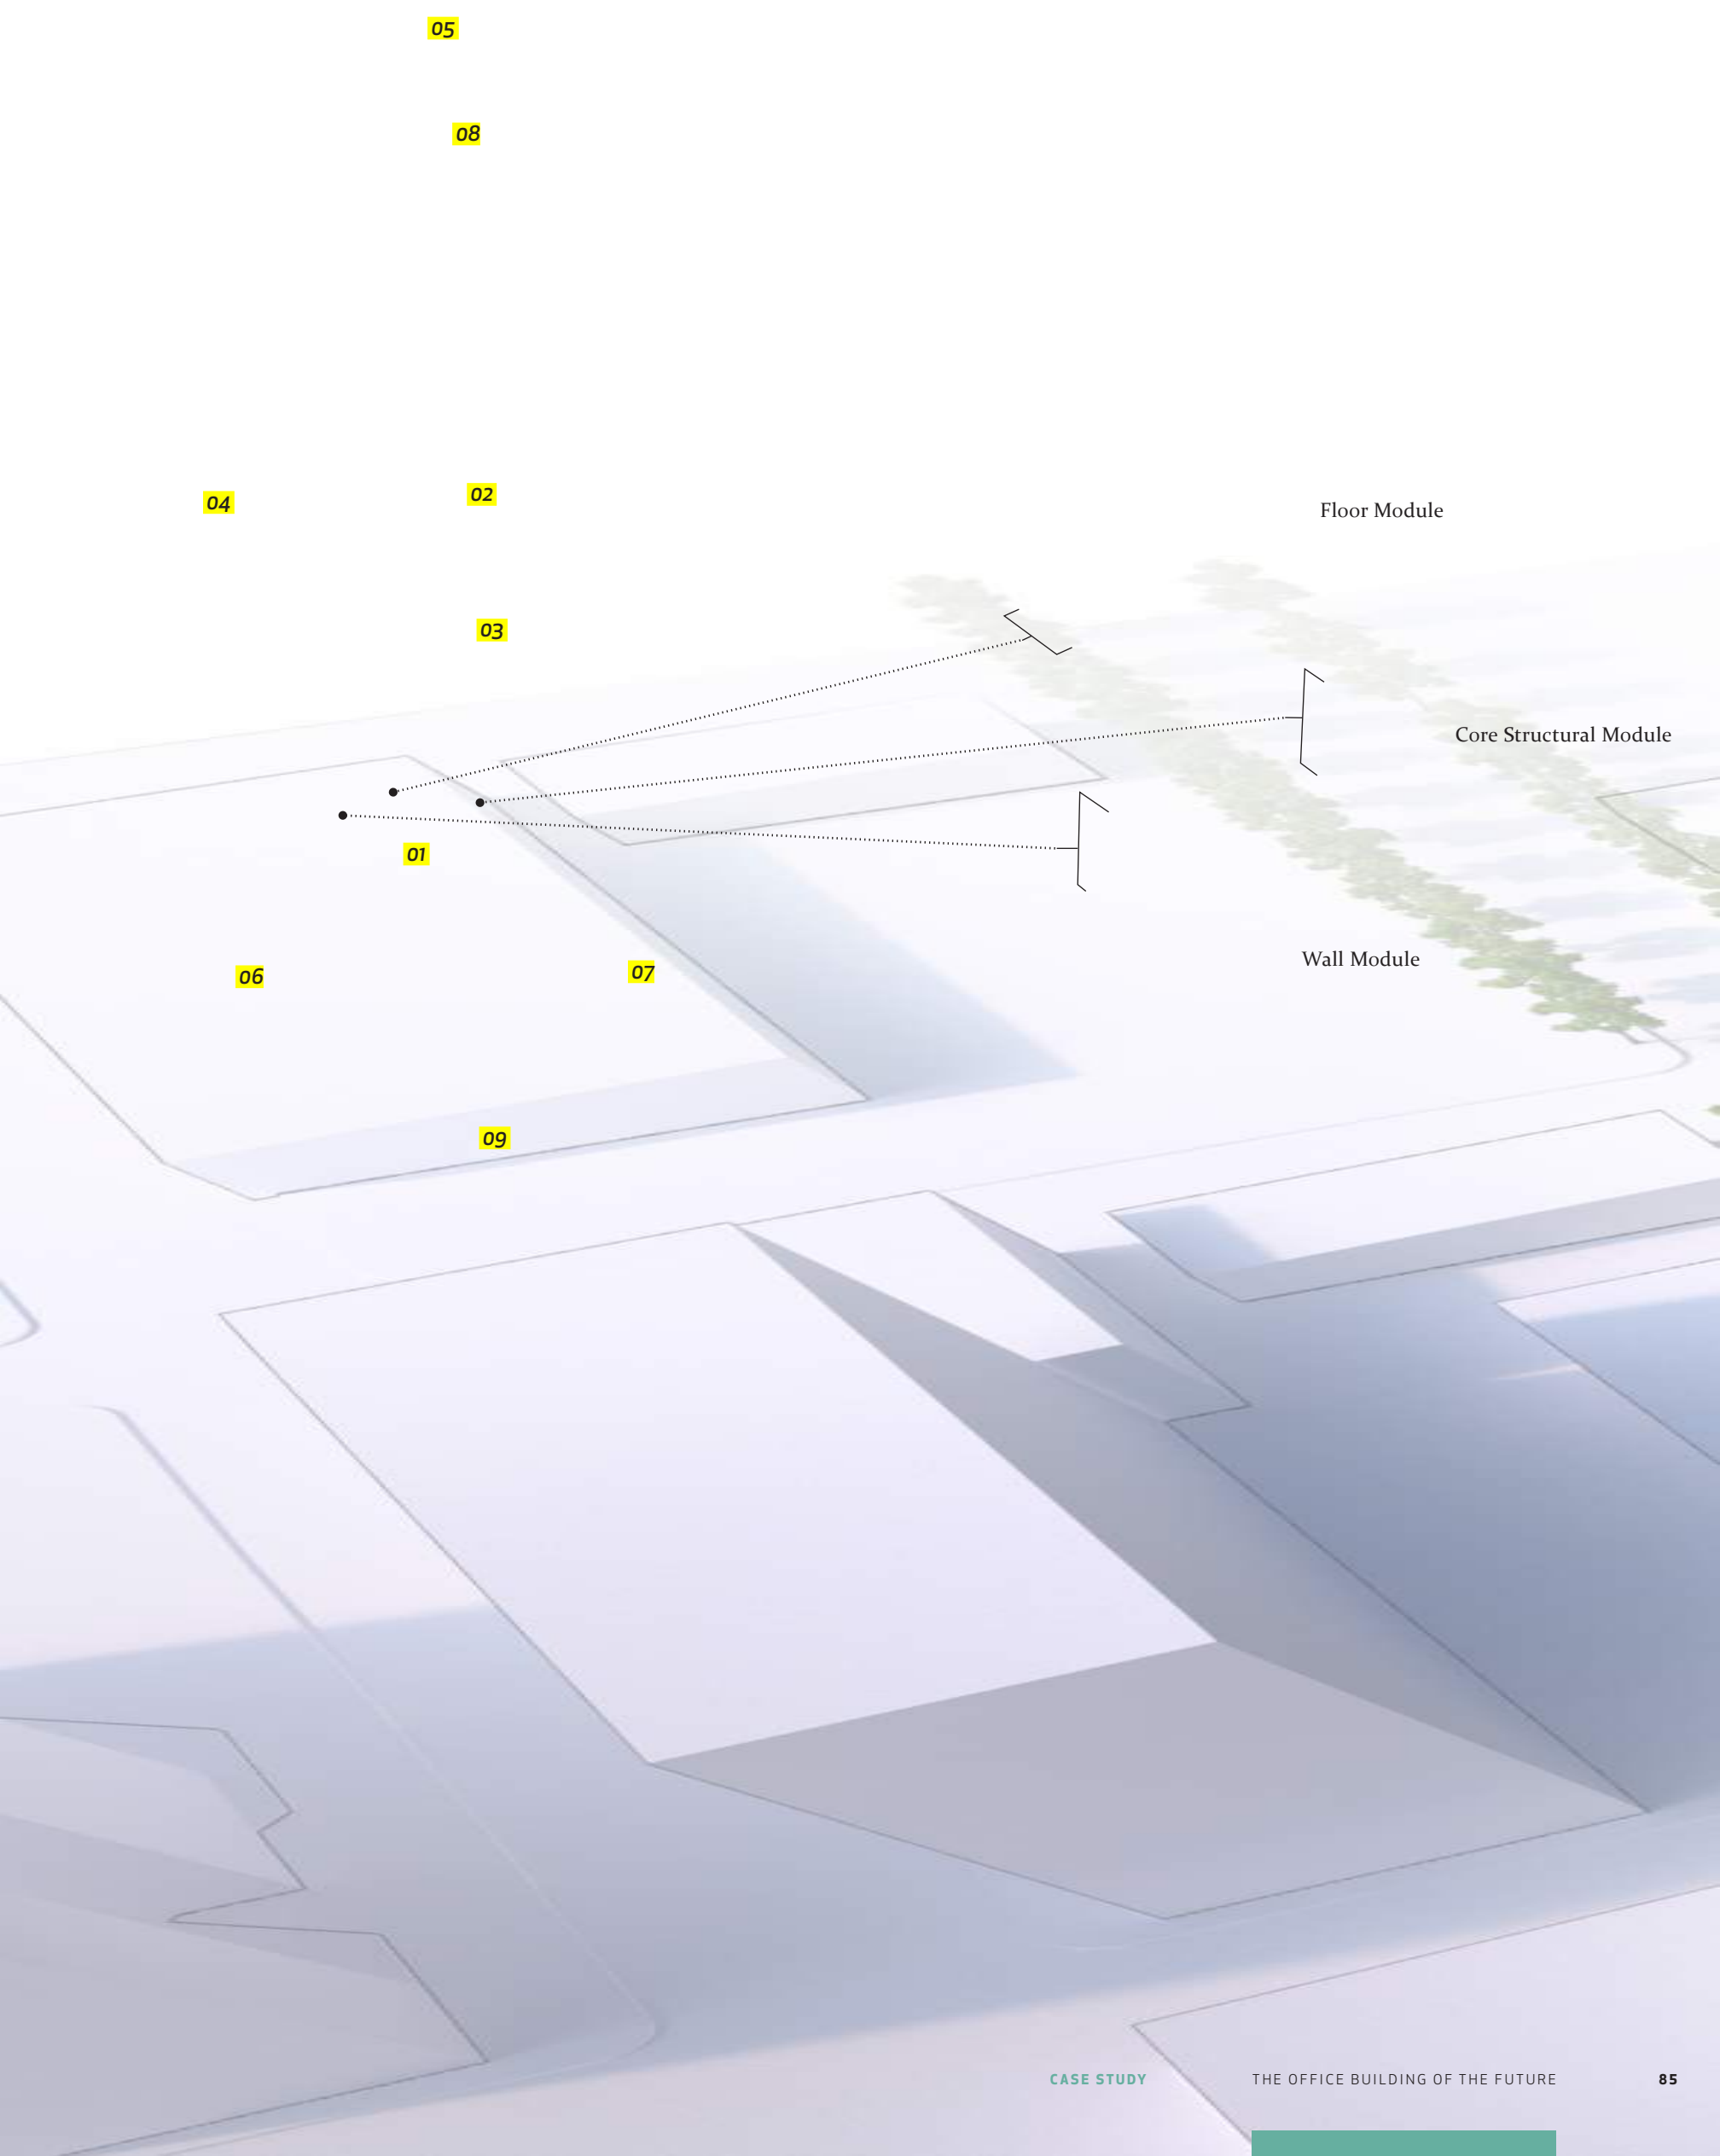 05
08
04
02
Floor Module
03
Core Structural Module
01
Wall Module
06
07
09
CASE STUDY
THE OFFICE BUILDING OF THE FUTURE
85